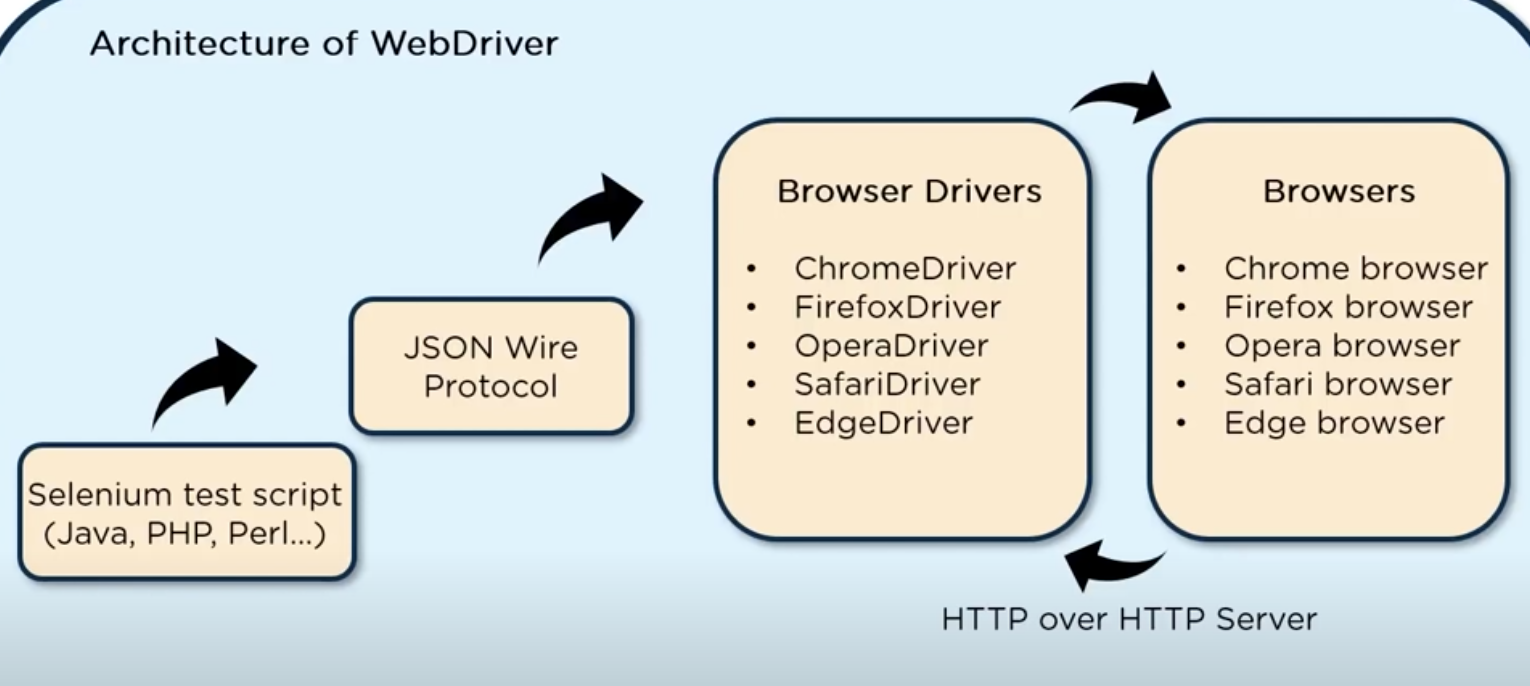 Architecture of WebDriver
Selenium test script
(Java, PHP, Perl...)
JSON Wire
Protocol
Browser Drivers
• ChromeDriver
• FirefoxDriver
• OperaDriver
• SafariDriver
• EdgeDriver
Browsers
• Chrome browser
• Firefox browser
• Opera browser
• Safari browser
• Edge browser
HTTP over HTTP Server